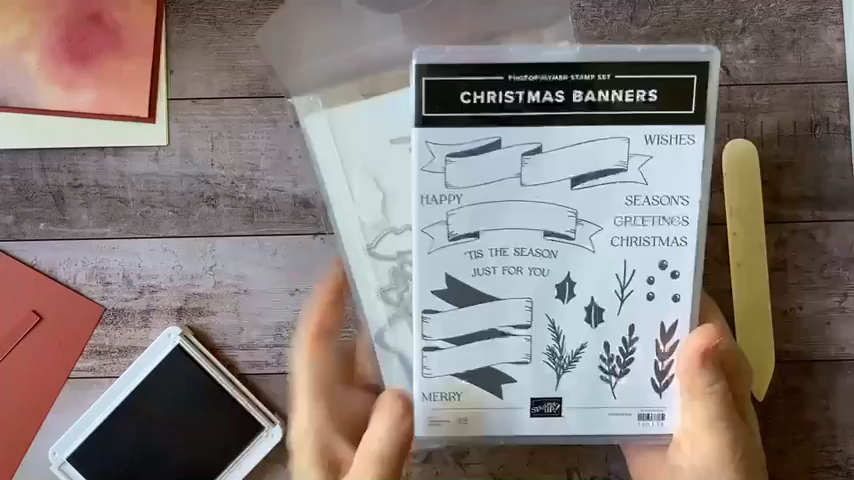 PHOTOPOLYMER STAMP SET
CHRISTMAS BANNERS
WISHES
HAPPY
SEASON'S
GREETINGS
CHRISTMAS
'TIS THE SEASON
JUST FOR YOU
MERRY